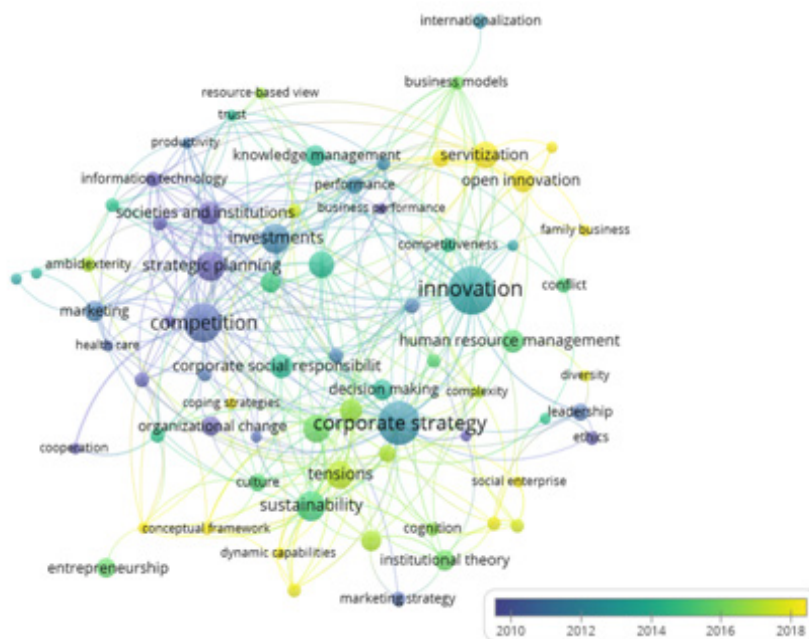 internationalization
business models
resource-based view
trust
productivity
knowledge management
servitization
information technology
performance
open innovation
business performance
societies and institutions
family business
investments
competitiveness
ambidexterity
strategic planning
conflict
innovation
marketing
competition
health care
human resource management
corporate social responsibilit
diversity
decision making
complexity
coping strategies
leadership
organizational change
corporate strategy
ethics
cooperation
tensions
culture
social enterprise
sustainability
conceptual framework
cognition
dynamic capabilities
institutional theory
entrepreneurship
marketing strategy
2010 2012 2014 2016 2018